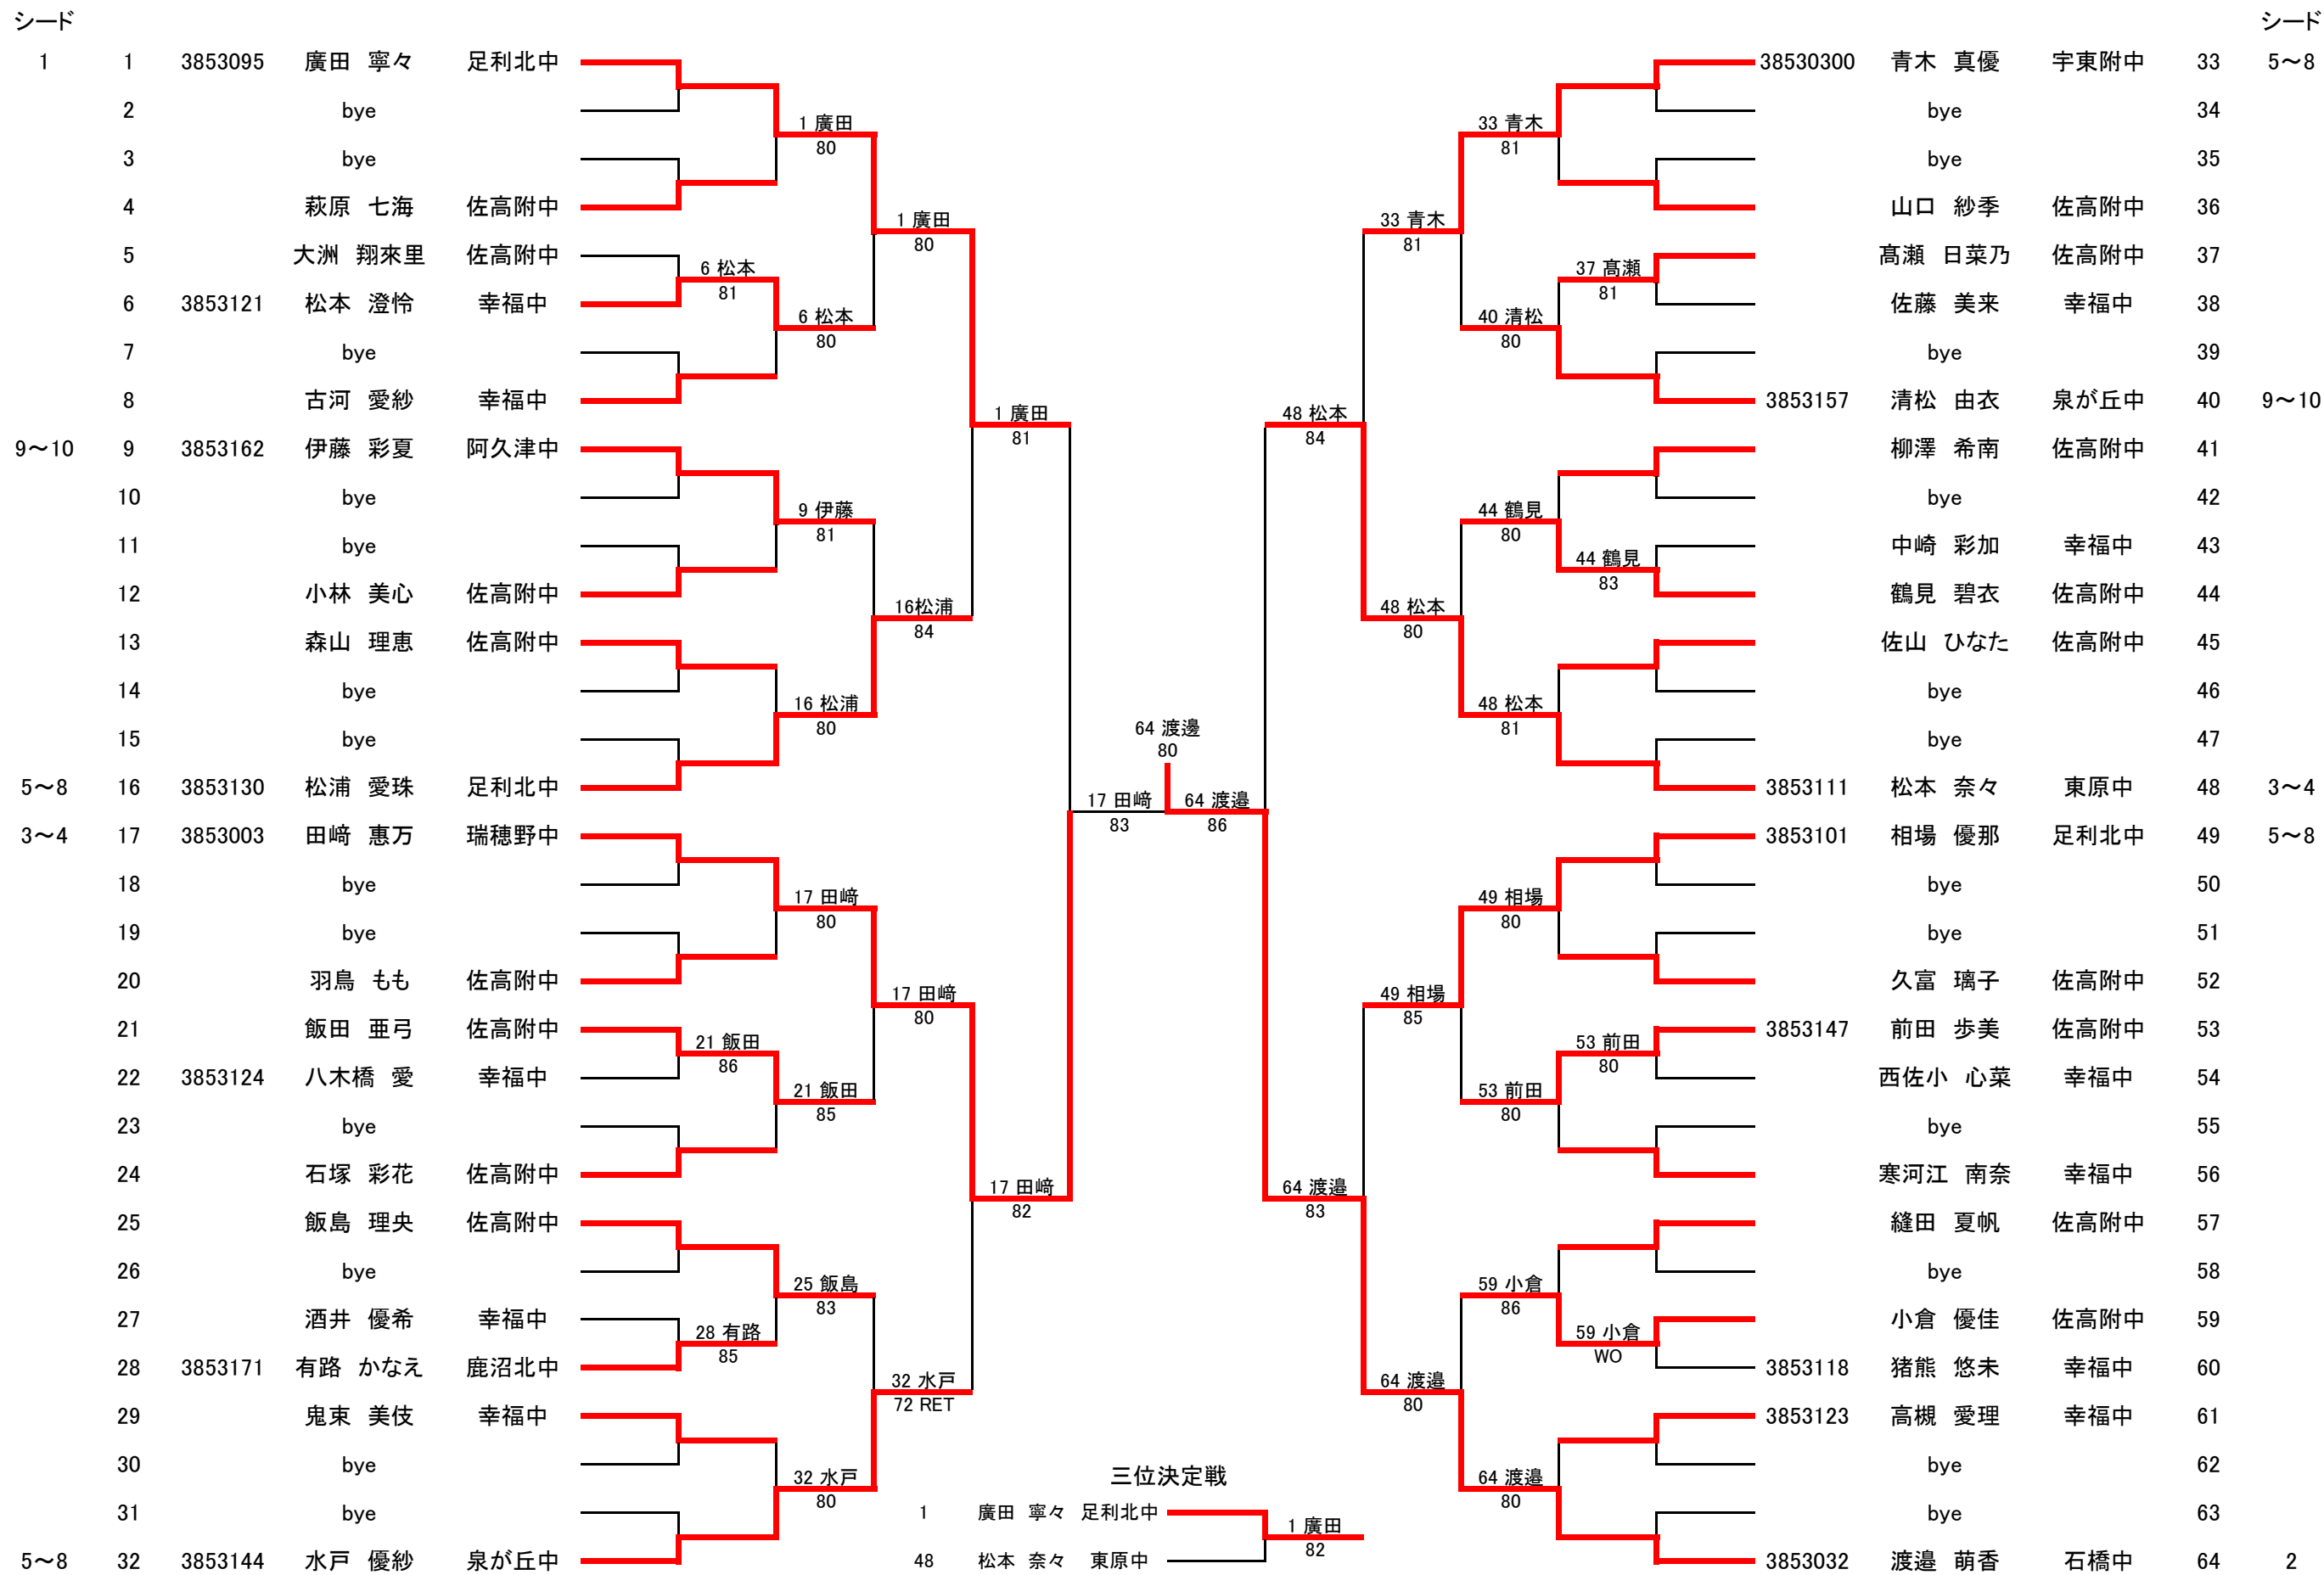 シード シード
1 1 3853095 廣田 寧々 足利北中 38530300 青木 真優 宇東附中 33 5～8
2 bye bye 34
1 廣田 33 青木
80 81
3 bye bye 35
4 萩原 七海 佐高附中 山口 紗季 佐高附中 36
1 廣田 33 青木
80 81
5 大洲 翔來里 佐高附中 髙瀬 日菜乃 佐高附中 37
6 松本 37 髙瀬
81 81
6 3853121 松本 澄怜 幸福中 佐藤 美来 幸福中 38
6 松本 40 清松
80 80
7 bye bye 39
8 古河 愛紗 幸福中 3853157 清松 由衣 泉が丘中 40 9～10
1 廣田 48 松本
81 84
9～10 9 3853162 伊藤 彩夏 阿久津中 柳澤 希南 佐高附中 41
10 bye bye 42
9 伊藤 44 鶴見
81 80
11 bye 中崎 彩加 幸福中 43
44 鶴見
83
12 小林 美心 佐高附中 鶴見 碧衣 佐高附中 44
16松浦 48 松本
84 80
13 森山 理恵 佐高附中 佐山 ひなた 佐高附中 45
14 bye bye 46
16 松浦 48 松本
80 81
64 渡邊
80
15 bye bye 47
5～8 16 3853130 松浦 愛珠 足利北中 3853111 松本 奈々 東原中 48 3～4
17 田﨑 64 渡邉
83 86
3～4 17 3853003 田﨑 惠万 瑞穂野中 3853101 相場 優那 足利北中 49 5～8
18 bye bye 50
17 田﨑 49 相場
80 80
19 bye bye 51
20 羽鳥 もも 佐高附中 久富 璃子 佐高附中 52
17 田﨑 49 相場
80 85
21 飯田 亜弓 佐高附中 3853147 前田 歩美 佐高附中 53
21 飯田 53 前田
86 80
22 3853124 八木橋 愛 幸福中 西佐小 心菜 幸福中 54
21 飯田 53 前田
85 80
23 bye bye 55
24 石塚 彩花 佐高附中 寒河江 南奈 幸福中 56
17 田﨑 64 渡邉
82 83
25 飯島 理央 佐高附中 縫田 夏帆 佐高附中 57
26 bye bye 58
25 飯島 59 小倉
83 86
27 酒井 優希 幸福中 小倉 優佳 佐高附中 59
28 有路 59 小倉
85 WO
28 3853171 有路 かなえ 鹿沼北中 3853118 猪熊 悠未 幸福中 60
32 水戸 64 渡邉
72 RET 80
29 鬼束 美伎 幸福中 3853123 高槻 愛理 幸福中 61
30 bye bye 62
32 水戸 64 渡邉
80 80
三位決定戦
31 bye bye 63
1 廣田 寧々 足利北中
1 廣田
82
48 松本 奈々 東原中
5～8 32 3853144 水戸 優紗 泉が丘中 3853032 渡邉 萌香 石橋中 64 2